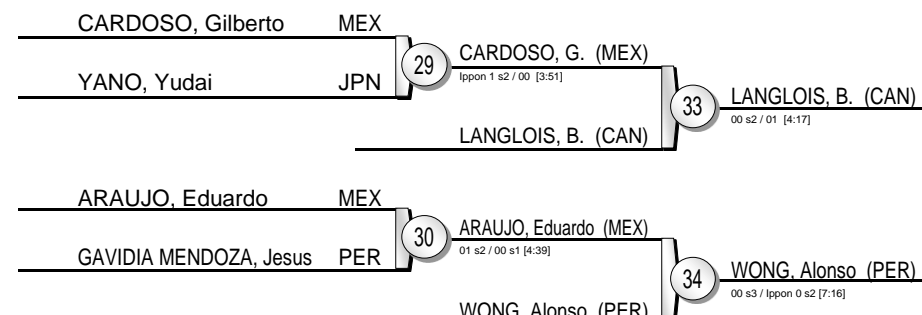 CARDOSO, Gilberto MEX
YANO, Yudai JPN
29
CARDOSO, G. (MEX)
Ippon 1 s2 / 00 [3:51]
LANGLOIS, B. (CAN)
33
LANGLOIS, B. (CAN)
00 s2 / 01 [4:17]
ARAUJO, Eduardo MEX
GAVIDIA MENDOZA, Jesus PER
30
ARAUJO, Eduardo (MEX)
01 s2 / 00 s1 [4:39]
WONG, Alonso (PER)
34
WONG, Alonso (PER)
00 s3 / Ippon 0 s2 [7:16]